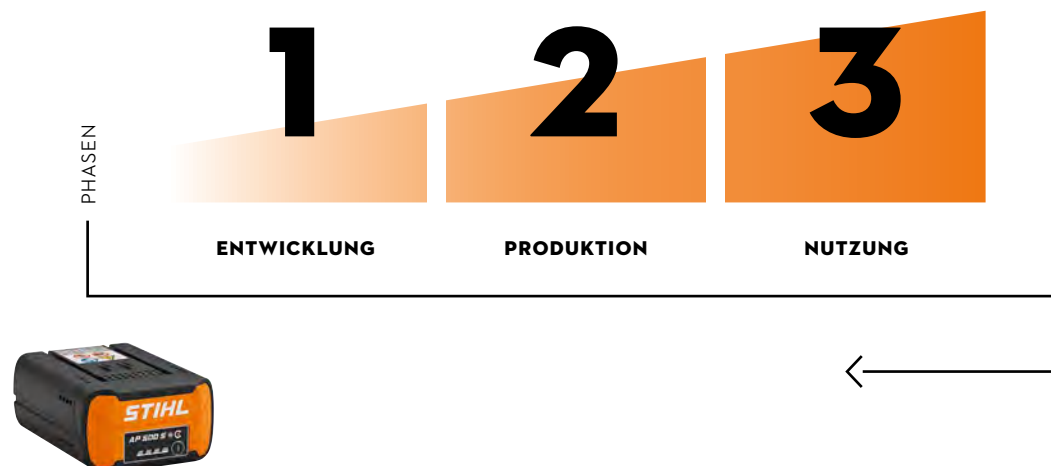 1 2 3
PHASEN
ENTWICKLUNG PRODUKTION NUTZUNG
STIHL
AP 500 S